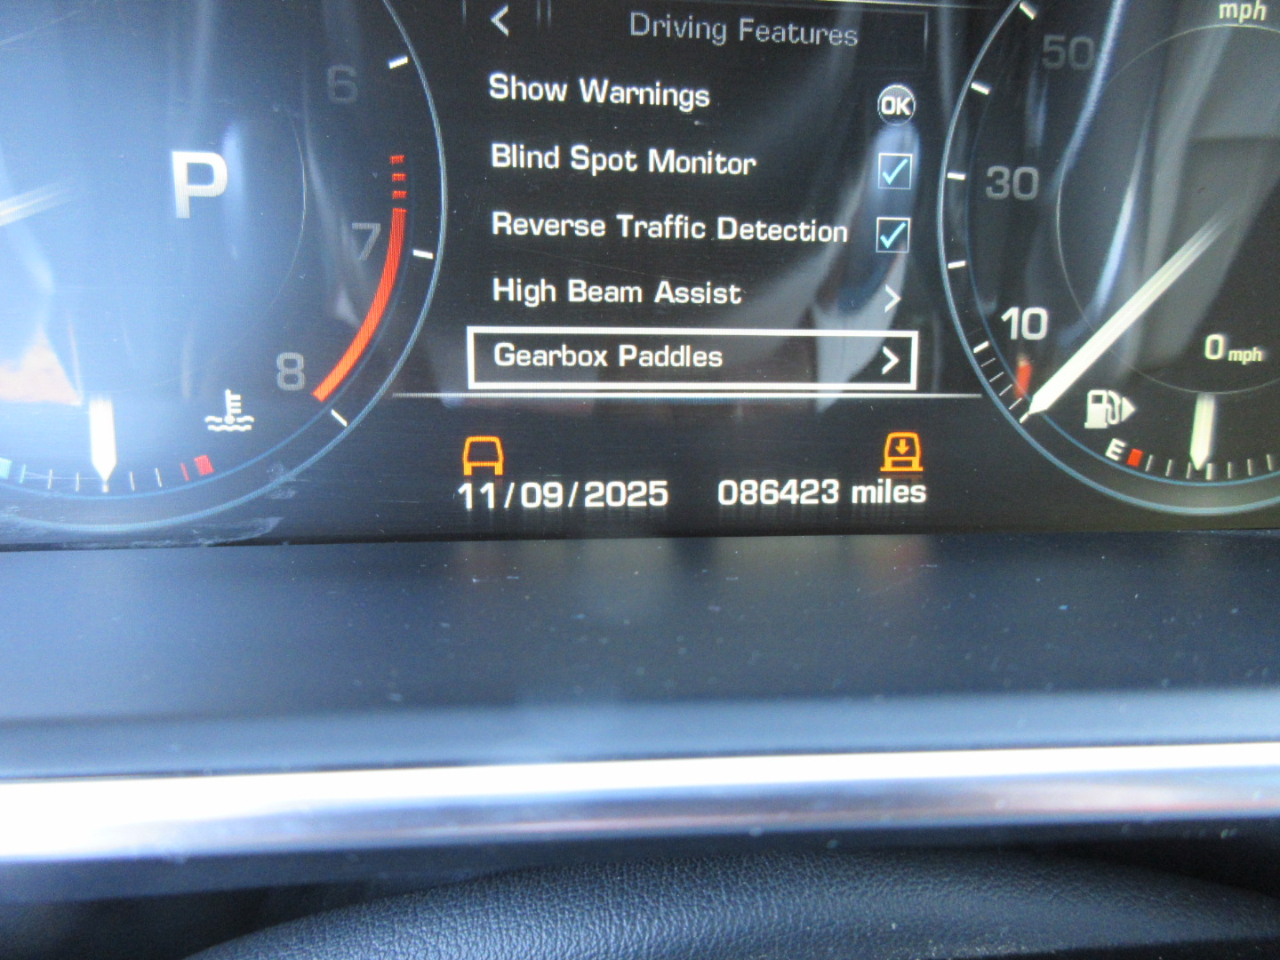 Driving Features
Show Warnings OK
Blind Spot Monitor
Reverse Traffic Detection
High Beam Assist
Gearbox Paddles
11/09/2025 086423 miles
P
6
7
8
mph
50
30
10
0 mph
E